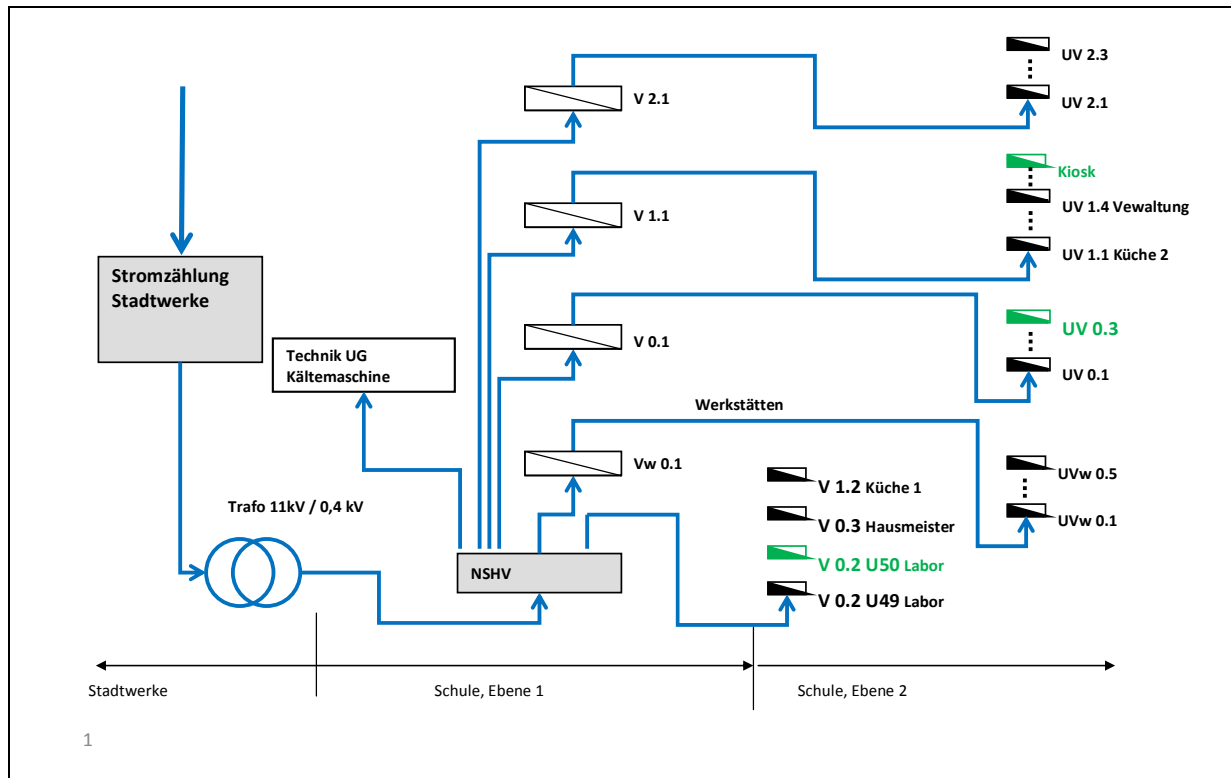 UV 2.3
V 2.1
UV 2.1
Kiosk
UV 1.4 Vewaltung
V 1.1
UV 1.1 Küche 2
Stromzählung
Stadtwerke
UV 0.3
V 0.1
Technik UG
Kältemaschine
UV 0.1
Werkstätten
Vw 0.1
V 1.2 Küche 1
UVw 0.5
Trafo 11kV / 0,4 kV
V 0.3 Hausmeister
UVw 0.1
V 0.2 U50 Labor
NSHV
V 0.2 U49 Labor
Stadtwerke
Schule, Ebene 1
Schule, Ebene 2
1